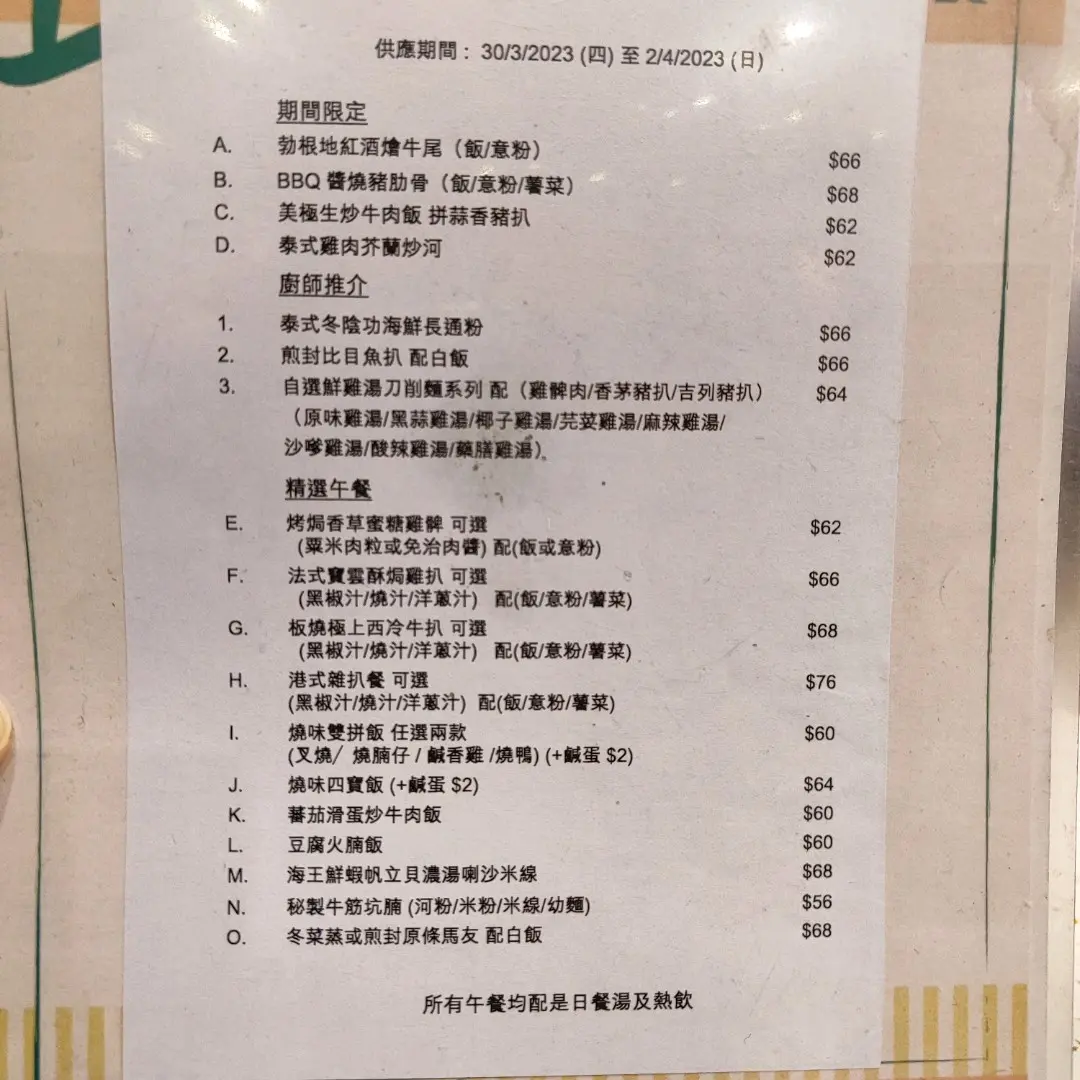 供應期間：30/3/2023 (四) 至 2/4/2023 (日)
期間限定
A. 勃根地紅酒燴牛尾（飯/意粉） $66
B. BBQ 醬燒豬肋骨（飯/意粉/薯菜） $68
C. 美極生炒牛肉飯 拼蒜香豬扒 $62
D. 泰式雞肉芥蘭炒河 $62
廚師推介
1. 泰式冬陰功海鮮長通粉 $66
2. 煎封比目魚扒 配白飯 $66
3. 自選鮮雞湯刀削麵系列 配（雞髀肉/香茅豬扒/吉列豬扒） $64
（原味雞湯/黑蒜雞湯/椰子雞湯/芫荽雞湯/麻辣雞湯/
沙嗲雞湯/酸辣雞湯/藥膳雞湯）
精選午餐
E. 烤焗香草蜜糖雞髀 可選 $62
(粟米肉粒或免治肉醬) 配(飯或意粉)
F. 法式寶雲酥焗雞扒 可選 $66
(黑椒汁/燒汁/洋蔥汁) 配(飯/意粉/薯菜)
G. 板燒極上西冷牛扒 可選 $68
(黑椒汁/燒汁/洋蔥汁) 配(飯/意粉/薯菜)
H. 港式雜扒餐 可選 $76
(黑椒汁/燒汁/洋蔥汁) 配(飯/意粉/薯菜)
I. 燒味雙拼飯 任選兩款 $60
(叉燒/ 燒腩仔 / 鹹香雞 /燒鴨) (+鹹蛋 $2)
J. 燒味四寶飯 (+鹹蛋 $2) $64
K. 蕃茄滑蛋炒牛肉飯 $60
L. 豆腐火腩飯 $60
M. 海王鮮蝦帆立貝濃湯喇沙米線 $68
N. 秘製牛筋坑腩 (河粉/米粉/米線/幼麵) $56
O. 冬菜蒸或煎封原條馬友 配白飯 $68
所有午餐均配是日餐湯及熱飲